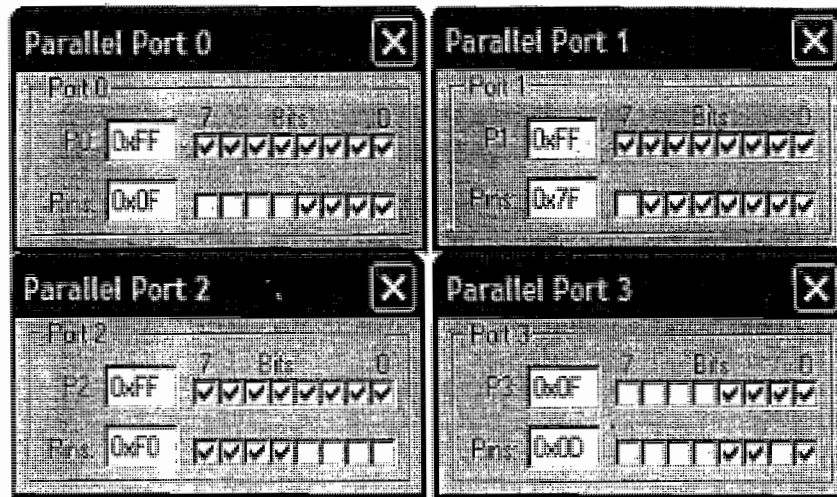 Parallel Port 0
Port 0
7 Bits 0
P0: 0xFF
Pins: 0x0F
Parallel Port 1
Port 1
7 Bits 0
P1: 0xFF
Pins: 0x7F
Parallel Port 2
Port 2
7 Bits 0
P2: 0xFF
Pins: 0xF0
Parallel Port 3
Port 3
7 Bits 0
P3: 0x0F
Pins: 0x0D